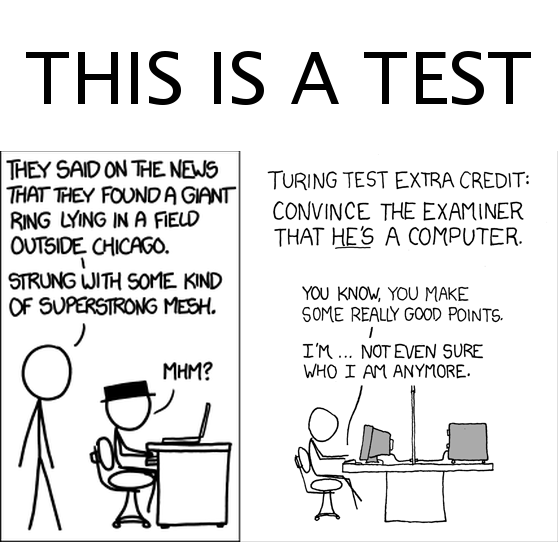 THIS IS A TEST
THEY SAID ON THE NEWS
THAT THEY FOUND A GIANT
RING LYING IN A FIELD
OUTSIDE CHICAGO.
STRUNG WITH SOME KIND
OF SUPERSTRONG MESH.
MHM?
TURING TEST EXTRA CREDIT:
CONVINCE THE EXAMINER
THAT HE'S A COMPUTER.
YOU KNOW, YOU MAKE
SOME REALLY GOOD POINTS.
I'M ... NOT EVEN SURE
WHO I AM ANYMORE.